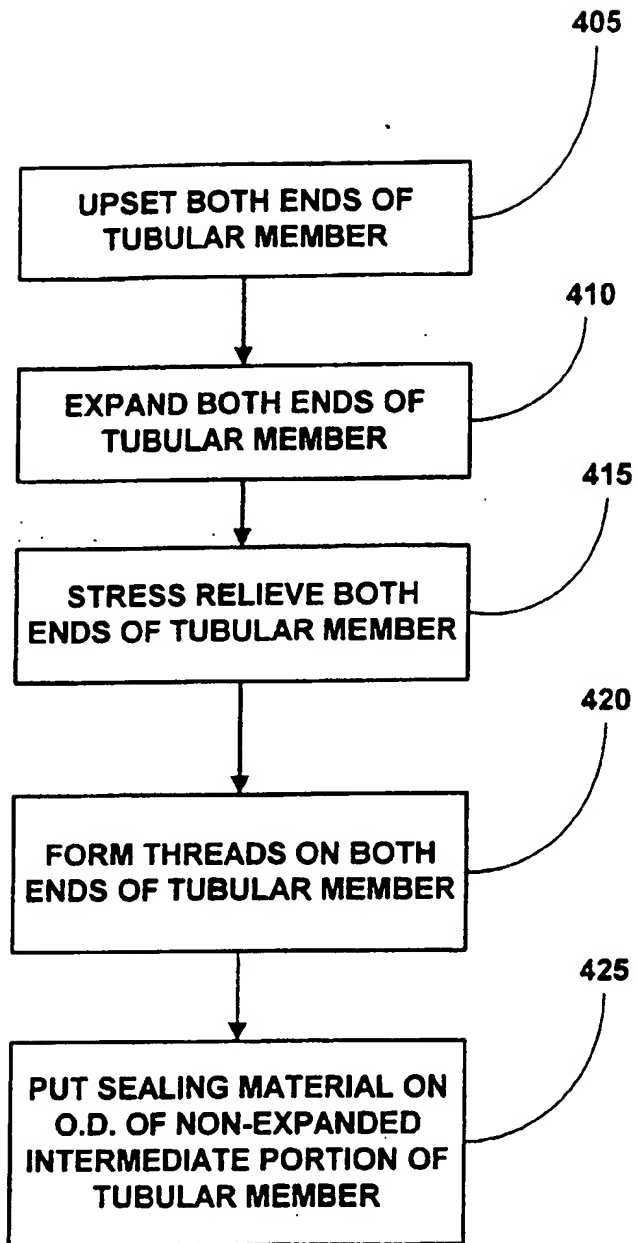 405
UPSET BOTH ENDS OF
TUBULAR MEMBER
410
EXPAND BOTH ENDS OF
TUBULAR MEMBER
415
STRESS RELIEVE BOTH
ENDS OF TUBULAR MEMBER
420
FORM THREADS ON BOTH
ENDS OF TUBULAR MEMBER
425
PUT SEALING MATERIAL ON
O.D. OF NON-EXPANDED
INTERMEDIATE PORTION OF
TUBULAR MEMBER